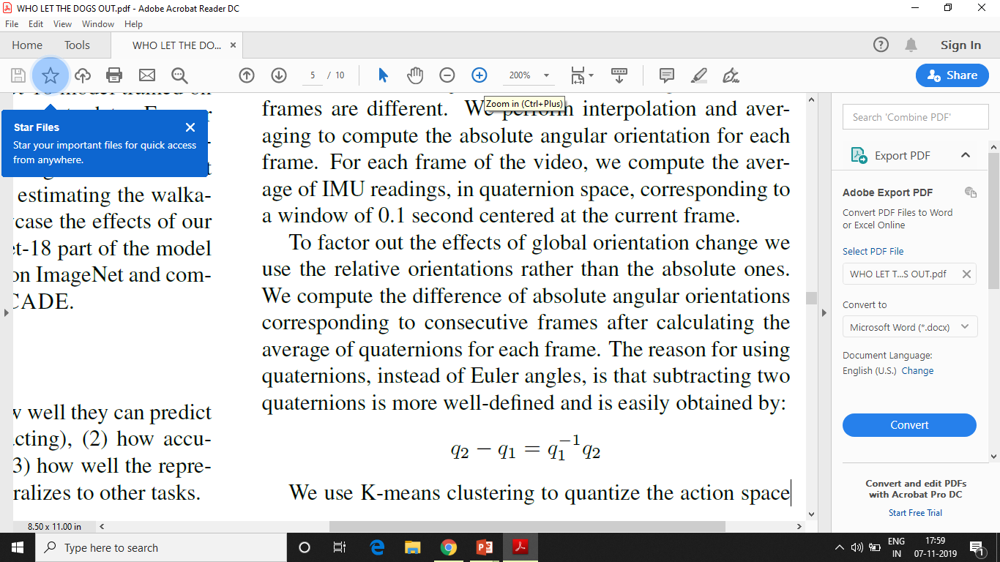 WHO LET THE DOGS OUT.pdf - Adobe Acrobat Reader DC
File Edit View Window Help
Home Tools WHO LET THE DO... ×
? Sign In
5 / 10 200% Share
Zoom in (Ctrl+Plus)
Star Files
Star your important files for quick access
from anywhere.
estimating the walka-
case the effects of our
et-18 part of the model
on ImageNet and com-
CADE.
w well they can predict
acting), (2) how accu-
3) how well the repre-
ralizes to other tasks.
frames are different. We perform interpolation and aver-
aging to compute the absolute angular orientation for each
frame. For each frame of the video, we compute the aver-
age of IMU readings, in quaternion space, corresponding to
a window of 0.1 second centered at the current frame.
To factor out the effects of global orientation change we
use the relative orientations rather than the absolute ones.
We compute the difference of absolute angular orientations
corresponding to consecutive frames after calculating the
average of quaternions for each frame. The reason for using
quaternions, instead of Euler angles, is that subtracting two
quaternions is more well-defined and is easily obtained by:
q₂ − q₁ = q₁⁻¹q₂
We use K-means clustering to quantize the action space
8.50 x 11.00 in
Search 'Combine PDF'
Export PDF
Adobe Export PDF
Convert PDF Files to Word
or Excel Online
Select PDF File
WHO LET T...S OUT.pdf
Convert to
Microsoft Word (*.docx)
Document Language:
English (U.S.) Change
Convert
Convert and edit PDFs
with Acrobat Pro DC
Start Free Trial
Type here to search
ENG
IN
17:59
07-11-2019
1